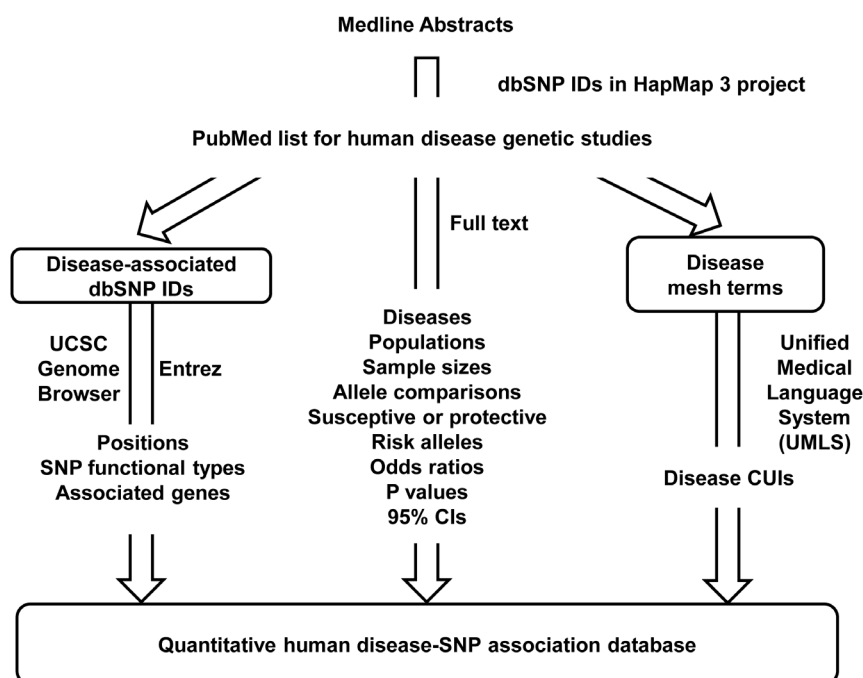 Medline Abstracts
dbSNP IDs in HapMap 3 project
PubMed list for human disease genetic studies
Full text
Disease-associated
dbSNP IDs
Disease
mesh terms
UCSC
Genome
Browser
Entrez
Diseases
Populations
Sample sizes
Allele comparisons
Susceptive or protective
Risk alleles
Odds ratios
P values
95% CIs
Unified
Medical
Language
System
(UMLS)
Positions
SNP functional types
Associated genes
Disease CUIs
Quantitative human disease-SNP association database